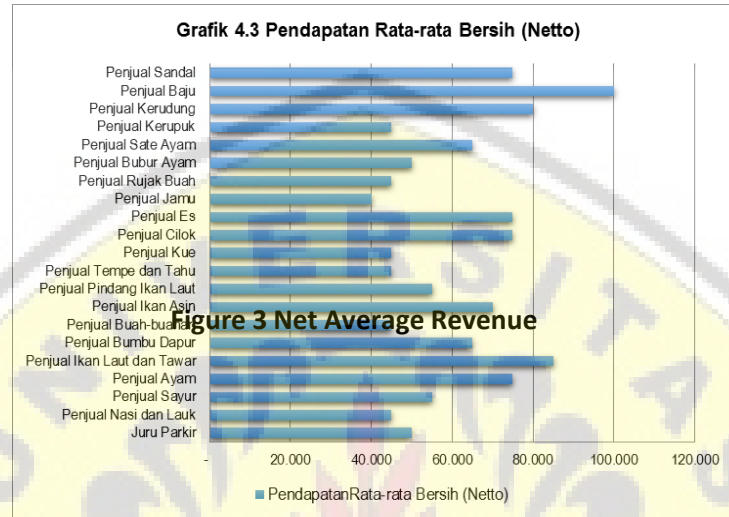 Grafik 4.3 Pendapatan Rata-rata Bersih (Netto)
Penjual Sandal
Penjual Baju
Penjual Kerudung
Penjual Kerupuk
Penjual Sate Ayam
Penjual Bubur Ayam
Penjual Rujak Buah
Penjual Jamu
Penjual Es
Penjual Cilok
Penjual Kue
Penjual Tempe dan Tahu
Penjual Pindang Ikan Laut
Penjual Ikan Asin
Penjual Buah-buahan
Figure 3 Net Average Revenue
Penjual Bumbu Dapur
Penjual Ikan Laut dan Tawar
Penjual Ayam
Penjual Sayur
Penjual Nasi dan Lauk
Juru Parkir
- 20.000 40.000 60.000 80.000 100.000 120.000
PendapatanRata-rata Bersih (Netto)